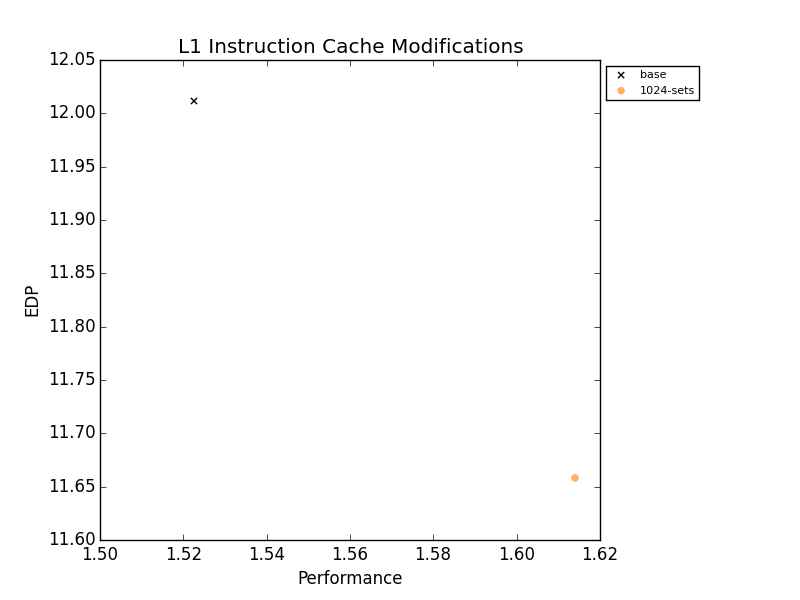 L1 Instruction Cache Modifications
12.05
12.00
11.95
11.90
11.85
11.80
11.75
11.70
11.65
11.60
EDP
1.50 1.52 1.54 1.56 1.58 1.60 1.62
Performance
base
1024-sets